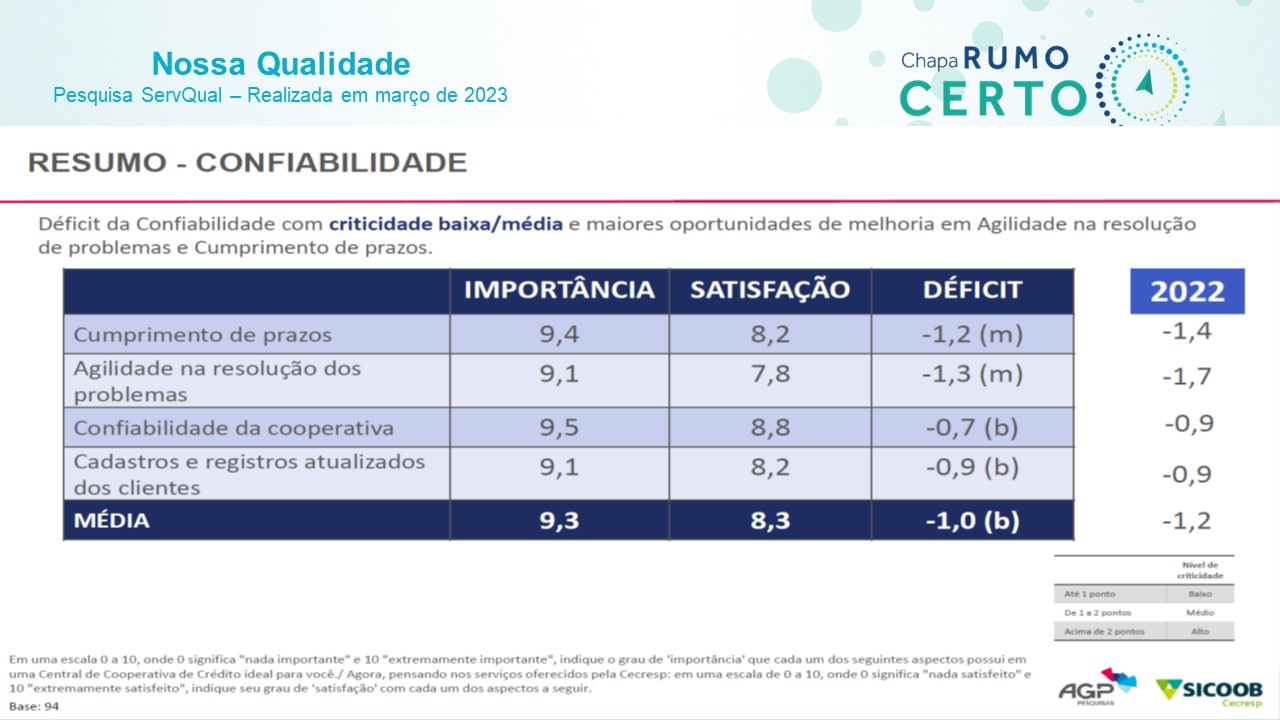 Nossa Qualidade
Pesquisa ServQual – Realizada em março de 2023
Chapa RUMO
CERTO
RESUMO - CONFIABILIDADE
Déficit da Confiabilidade com criticidade baixa/média e maiores oportunidades de melhoria em Agilidade na resolução
de problemas e Cumprimento de prazos.
IMPORTÂNCIA SATISFAÇÃO DÉFICIT 2022
Cumprimento de prazos 9,4 8,2 -1,2 (m) -1,4
Agilidade na resolução dos
problemas 9,1 7,8 -1,3 (m) -1,7
Confiabilidade da cooperativa 9,5 8,8 -0,7 (b) -0,9
Cadastros e registros atualizados
dos clientes 9,1 8,2 -0,9 (b) -0,9
MÉDIA 9,3 8,3 -1,0 (b) -1,2
Nível de
criticidade
Até 1 ponto Baixo
De 1 a 2 pontos Médio
Acima de 2 pontos Alto
Em uma escala 0 a 10, onde 0 significa "nada importante" e 10 "extremamente importante", indique o grau de 'importância' que cada um dos seguintes aspectos possui em
uma Central de Cooperativa de Crédito ideal para você./ Agora, pensando nos serviços oferecidos pela Cecresp: em uma escala de 0 a 10, onde 0 significa "nada satisfeito" e
10 "extremamente satisfeito", indique seu grau de 'satisfação' com cada um dos aspectos a seguir.
Base: 94
AGP
PESQUISAS
SICOOB
Cecresp